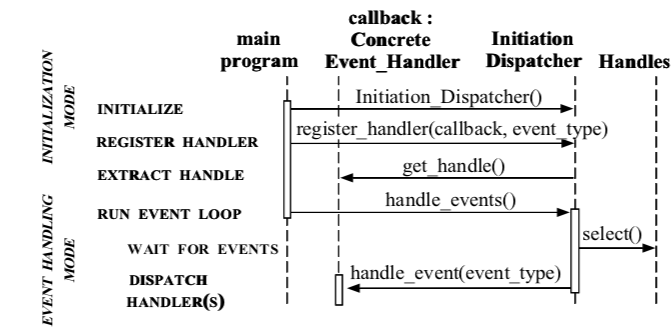 callback :
main Concrete Initiation
program Event_Handler Dispatcher Handles
INITIALIZATION
MODE
INITIALIZE Initiation_Dispatcher()
REGISTER HANDLER register_handler(callback, event_type)
EXTRACT HANDLE get_handle()
EVENT HANDLING
MODE
RUN EVENT LOOP handle_events()
WAIT FOR EVENTS select()
DISPATCH handle_event(event_type)
HANDLER(S)